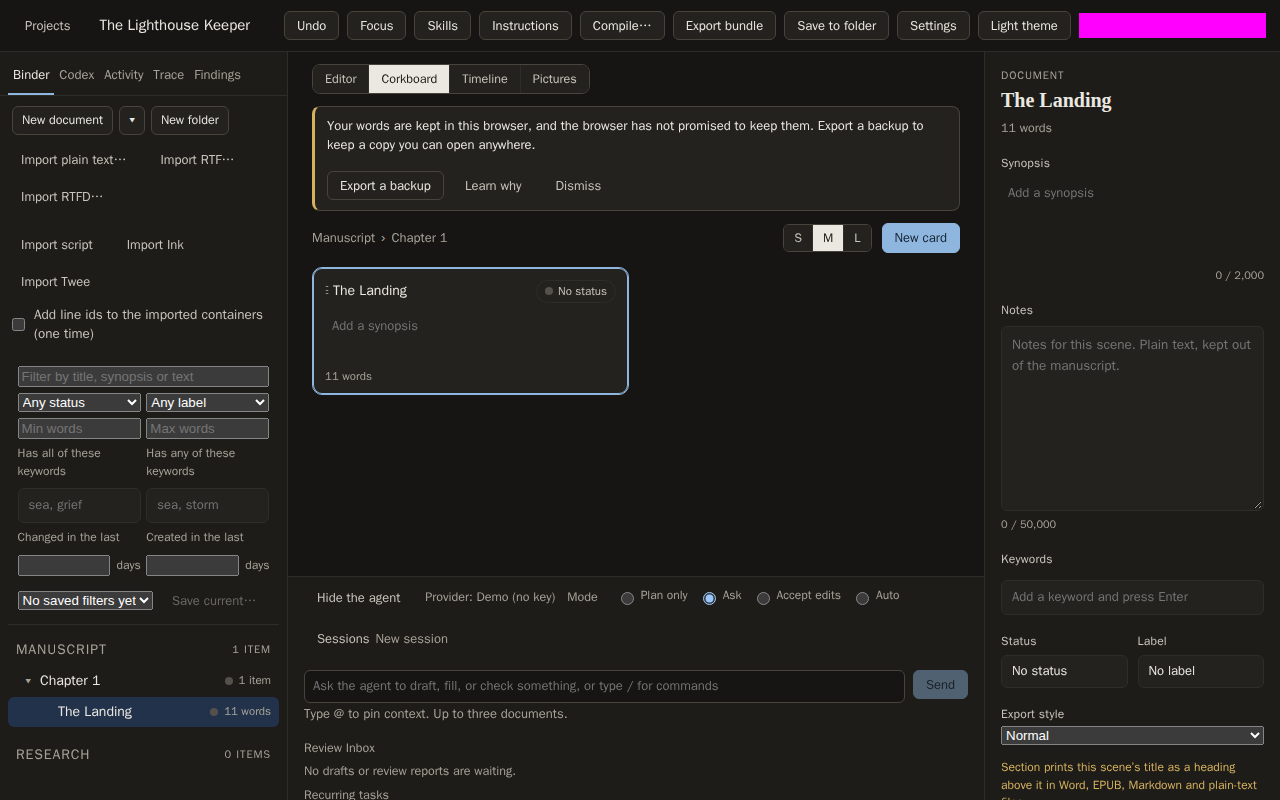 Projects
The Lighthouse Keeper
Undo
Focus
Skills
Instructions
Compile···
Export bundle
Save to folder
Settings
Light theme
Binder
Codex
Activity
Trace
Findings
New document
New folder
Import plain text···
Import RTF···
Import RTFD···
Import script
Import Ink
Import Twee
Add line ids to the imported containers
(one time)
Filter by title, synopsis or text
Any status
Any label
Min words
Max words
Has all of these
keywords
Has any of these
keywords
sea, grief
sea, storm
Changed in the last
Created in the last
days
days
No saved filters yet
Save current···
MANUSCRIPT
1 ITEM
Chapter 1
1 item
The Landing
11 words
RESEARCH
0 ITEMS
Editor
Corkboard
Timeline
Pictures
Your words are kept in this browser, and the browser has not promised to keep them. Export a backup to
keep a copy you can open anywhere.
Export a backup
Learn why
Dismiss
Manuscript › Chapter 1
S
M
L
New card
The Landing
No status
Add a synopsis
11 words
Hide the agent
Provider: Demo (no key)
Mode
Plan only
Ask
Accept edits
Auto
Sessions
New session
Ask the agent to draft, fill, or check something, or type / for commands
Send
Type @ to pin context. Up to three documents.
Review Inbox
No drafts or review reports are waiting.
Recurring tasks
DOCUMENT
The Landing
11 words
Synopsis
Add a synopsis
0 / 2,000
Notes
Notes for this scene. Plain text, kept out
of the manuscript.
0 / 50,000
Keywords
Add a keyword and press Enter
Status
Label
No status
No label
Export style
Normal
Section prints this scene's title as a heading
above it in Word, EPUB, Markdown and plain-text